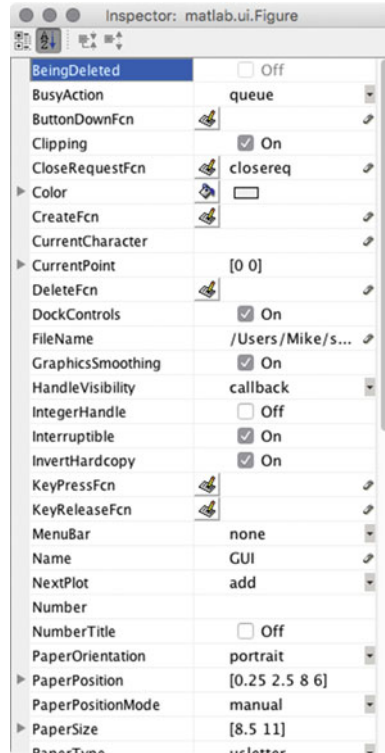 Inspector: matlab.ui.Figure
BeingDeleted Off
BusyAction queue
ButtonDownFcn
Clipping On
CloseRequestFcn closereq
Color
CreateFcn
CurrentCharacter
CurrentPoint [0 0]
DeleteFcn
DockControls On
FileName /Users/Mike/s...
GraphicsSmoothing On
HandleVisibility callback
IntegerHandle Off
Interruptible On
InvertHardcopy On
KeyPressFcn
KeyReleaseFcn
MenuBar none
Name GUI
NextPlot add
Number
NumberTitle Off
PaperOrientation portrait
PaperPosition [0.25 2.5 8 6]
PaperPositionMode manual
PaperSize [8.5 11]
PaperType usletter